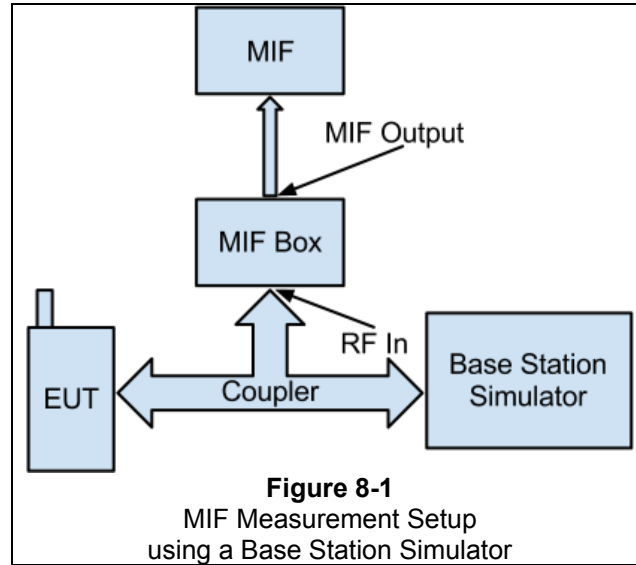 MIF
MIF Output
MIF Box
RF In
EUT
Coupler
Base Station
Simulator
Figure 8-1
MIF Measurement Setup
using a Base Station Simulator